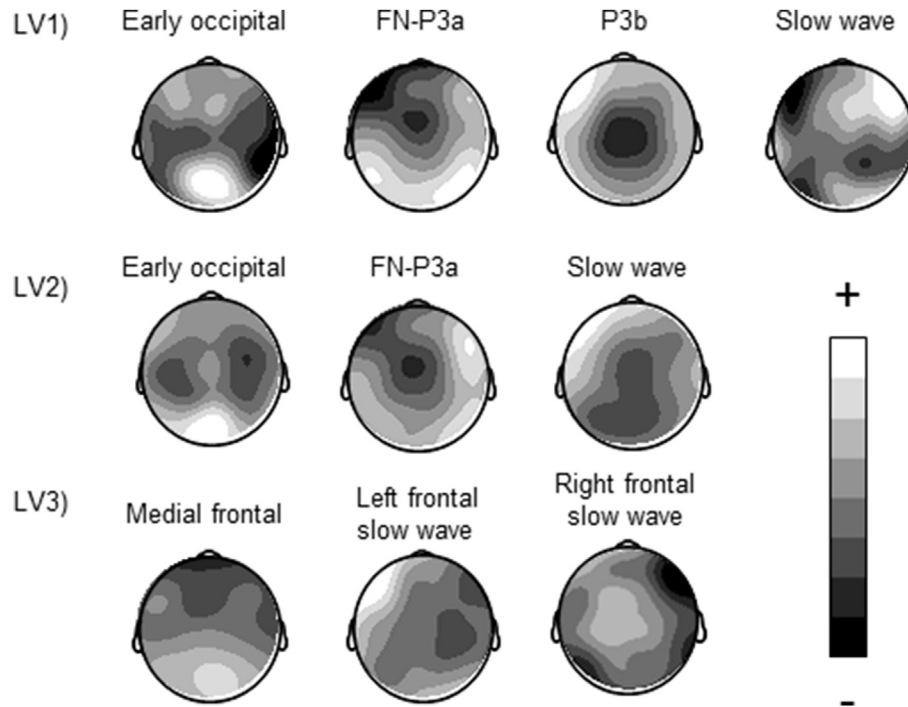 LV1)
Early occipital
FN-P3a
P3b
Slow wave
LV2)
Early occipital
FN-P3a
Slow wave
+
LV3)
Medial frontal
Left frontal
slow wave
Right frontal
slow wave
-